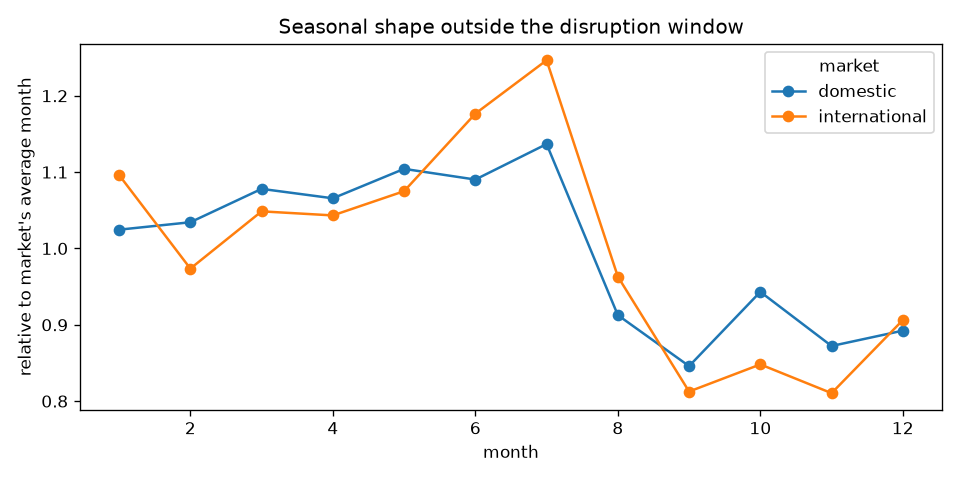 Seasonal shape outside the disruption window
relative to market's average month
1.2
1.1
1.0
0.9
0.8
market
domestic
international
2 4 6 8 10 12
month